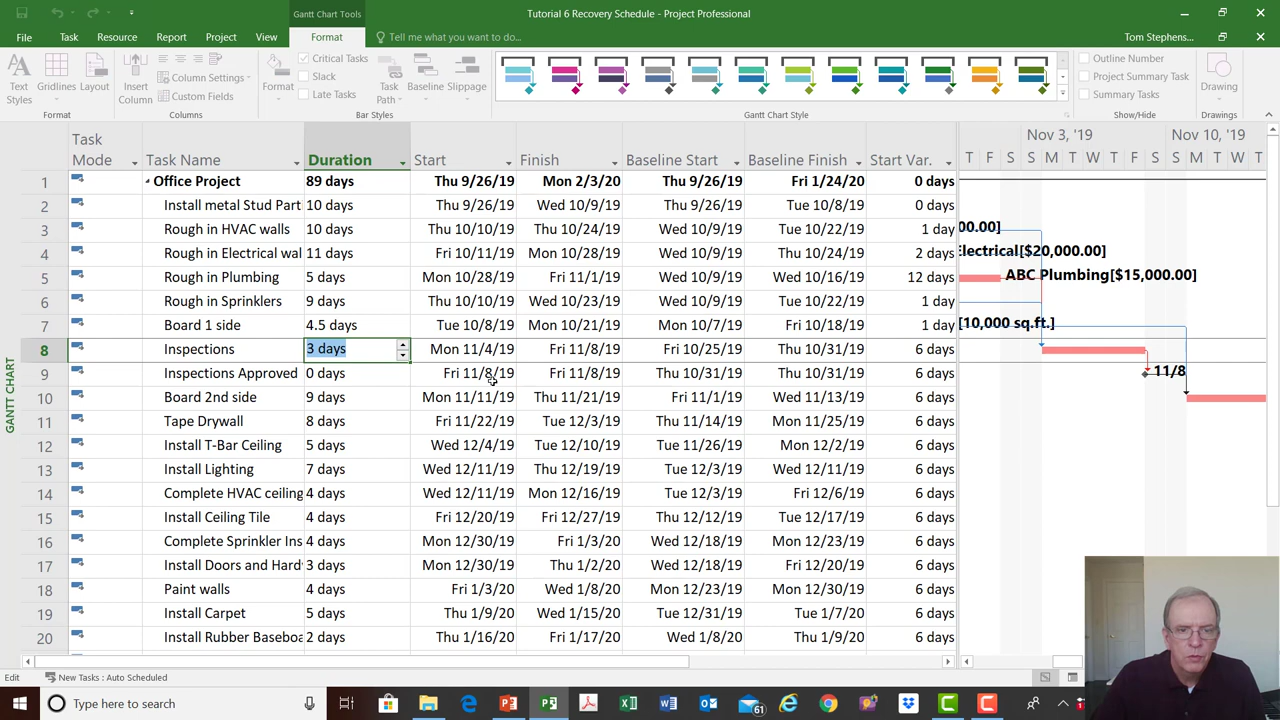 Gantt Chart Tools
Tutorial 6 Recovery Schedule - Project Professional
File Task Resource Report Project View Format Tell me what you want to do... Tom Stephens...
Text Styles
Gridlines
Layout
Format
Insert Column
Column Settings
Custom Fields
Columns
Format
Critical Tasks
Slack
Late Tasks
Task Path
Baseline
Slippage
Bar Styles
Gantt Chart Style
Outline Number
Project Summary Task
Summary Tasks
Show/Hide
Drawing
Drawings
Task Mode Task Name Duration Start Finish Baseline Start Baseline Finish Start Var.
Nov 3, '19 Nov 10, '19
T F S S M T W T F S S M T W T
1 Office Project 89 days Thu 9/26/19 Mon 2/3/20 Thu 9/26/19 Fri 1/24/20 0 days
2 Install metal Stud Parti 10 days Thu 9/26/19 Wed 10/9/19 Thu 9/26/19 Tue 10/8/19 0 days
3 Rough in HVAC walls 10 days Thu 10/10/19 Thu 10/24/19 Wed 10/9/19 Tue 10/22/19 1 day 00.00]
4 Rough in Electrical wal 11 days Fri 10/11/19 Mon 10/28/19 Wed 10/9/19 Thu 10/24/19 2 days Electrical[$20,000.00]
5 Rough in Plumbing 5 days Mon 10/28/19 Fri 11/1/19 Wed 10/9/19 Wed 10/16/19 12 days ABC Plumbing[$15,000.00]
6 Rough in Sprinklers 9 days Thu 10/10/19 Wed 10/23/19 Wed 10/9/19 Tue 10/22/19 1 day
7 Board 1 side 4.5 days Tue 10/8/19 Mon 10/21/19 Mon 10/7/19 Fri 10/18/19 1 day [10,000 sq.ft.]
8 Inspections 3 days Mon 11/4/19 Fri 11/8/19 Fri 10/25/19 Thu 10/31/19 6 days
9 Inspections Approved 0 days Fri 11/8/19 Fri 11/8/19 Thu 10/31/19 Thu 10/31/19 6 days 11/8
10 Board 2nd side 9 days Mon 11/11/19 Thu 11/21/19 Fri 11/1/19 Wed 11/13/19 6 days
11 Tape Drywall 8 days Fri 11/22/19 Tue 12/3/19 Thu 11/14/19 Mon 11/25/19 6 days
12 Install T-Bar Ceiling 5 days Wed 12/4/19 Tue 12/10/19 Tue 11/26/19 Mon 12/2/19 6 days
13 Install Lighting 7 days Wed 12/11/19 Thu 12/19/19 Tue 12/3/19 Wed 12/11/19 6 days
14 Complete HVAC ceiling 4 days Wed 12/11/19 Mon 12/16/19 Tue 12/3/19 Fri 12/6/19 6 days
15 Install Ceiling Tile 4 days Fri 12/20/19 Fri 12/27/19 Thu 12/12/19 Tue 12/17/19 6 days
16 Complete Sprinkler Ins 4 days Mon 12/30/19 Fri 1/3/20 Wed 12/18/19 Mon 12/23/19 6 days
17 Install Doors and Hard 3 days Mon 12/30/19 Thu 1/2/20 Wed 12/18/19 Fri 12/20/19 6 days
18 Paint walls 4 days Fri 1/3/20 Wed 1/8/20 Mon 12/23/19 Mon 12/30/19 6 days
19 Install Carpet 5 days Thu 1/9/20 Wed 1/15/20 Tue 12/31/19 Tue 1/7/20 6 days
20 Install Rubber Baseboa 2 days Thu 1/16/20 Fri 1/17/20 Wed 1/8/20 Thu 1/9/20 6 days
GANTT CHART
Edit New Tasks : Auto Scheduled
Type here to search
61